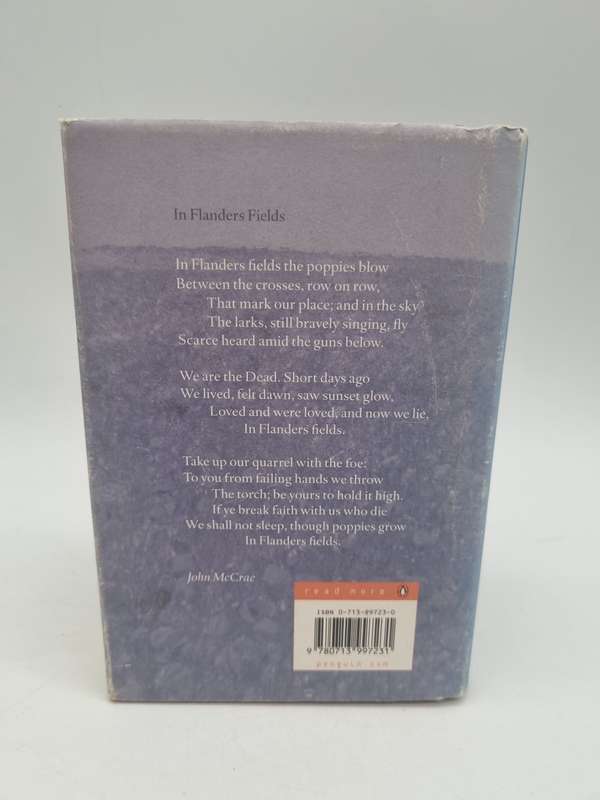 In Flanders Fields
In Flanders fields the poppies blow
Between the crosses, row on row,
That mark our place; and in the sky
The larks, still bravely singing, fly
Scarce heard amid the guns below.
We are the Dead. Short days ago
We lived, felt dawn, saw sunset glow,
Loved and were loved, and now we lie,
In Flanders fields.
Take up our quarrel with the foe:
To you from failing hands we throw
The torch; be yours to hold it high.
If ye break faith with us who die
We shall not sleep, though poppies grow
In Flanders fields.
John McCrae
read more
ISBN 0-713-99723-0
9 780713 997231
penguin.com